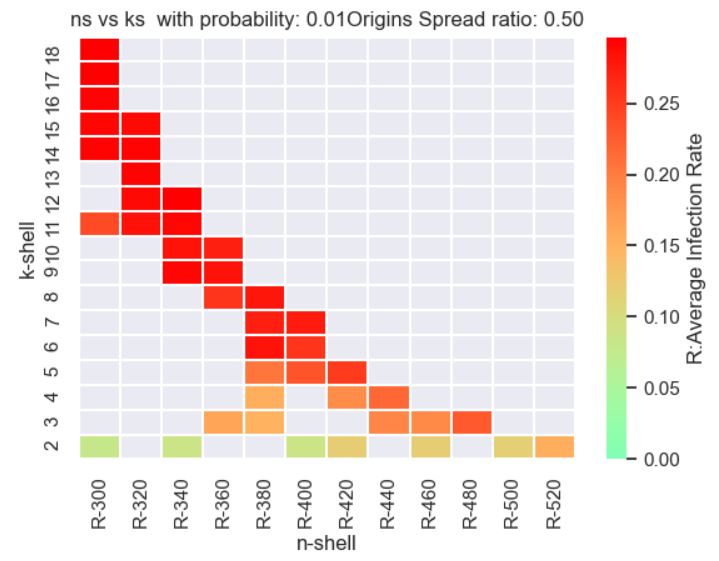 ns vs ks  with probability: 0.01Origins Spread ratio: 0.50
k-shell
18
17
16
15
14
13
12
11
10
9
8
7
6
5
4
3
2
R-300
R-320
R-340
R-360
R-380
R-400
R-420
R-440
R-460
R-480
R-500
R-520
n-shell
0.25
0.20
0.15
0.10
0.05
0.00
R:Average Infection Rate